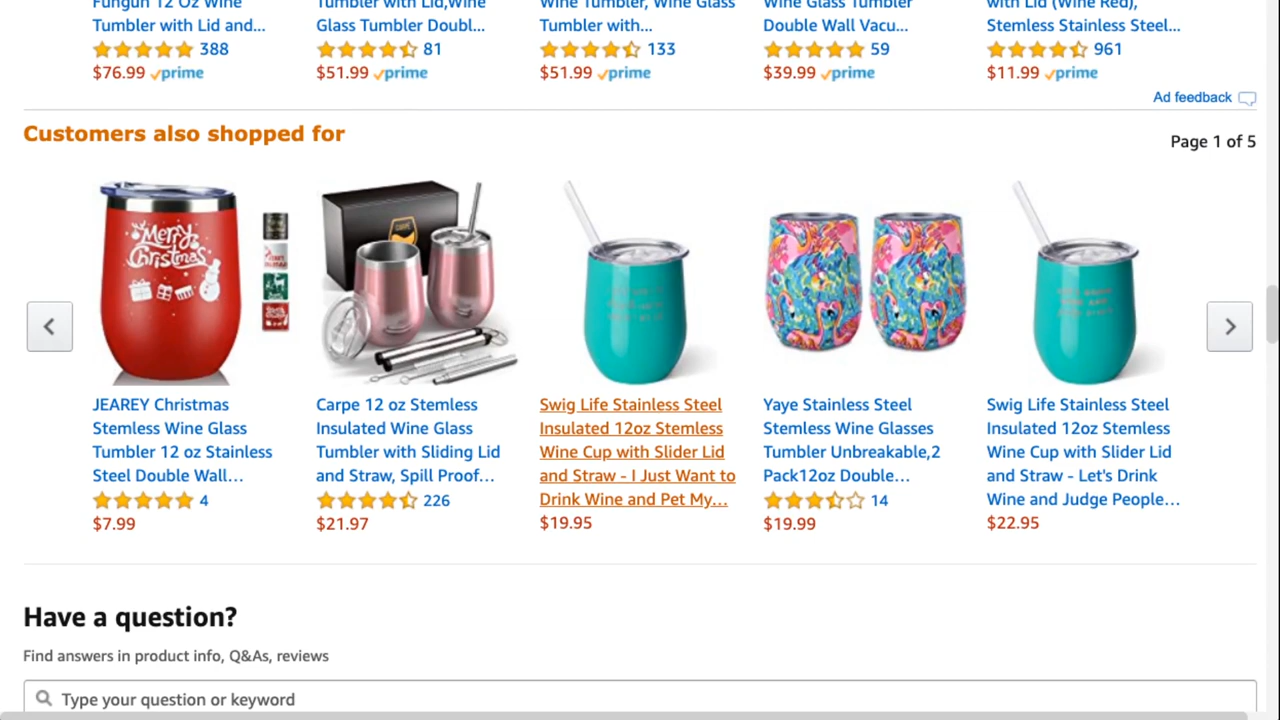 Fungun 12 Oz Wine
Tumbler with Lid and...
388
$76.99 prime
Tumbler with Lid,Wine
Glass Tumbler Doubl...
81
$51.99 prime
Wine Tumbler, Wine Glass
Tumbler with...
133
$51.99 prime
Wine Glass Tumbler
Double Wall Vacu...
59
$39.99 prime
with Lid (Wine Red),
Stemless Stainless Steel...
961
$11.99 prime
Ad feedback
Customers also shopped for
Page 1 of 5
Merry
Christmas
JEAREY Christmas
Stemless Wine Glass
Tumbler 12 oz Stainless
Steel Double Wall...
4
$7.99
Carpe 12 oz Stemless
Insulated Wine Glass
Tumbler with Sliding Lid
and Straw, Spill Proof...
226
$21.97
Swig Life Stainless Steel
Insulated 12oz Stemless
Wine Cup with Slider Lid
and Straw - I Just Want to
Drink Wine and Pet My...
$19.95
Yaye Stainless Steel
Stemless Wine Glasses
Tumbler Unbreakable,2
Pack12oz Double...
14
$19.99
Swig Life Stainless Steel
Insulated 12oz Stemless
Wine Cup with Slider Lid
and Straw - Let's Drink
Wine and Judge People...
$22.95
Have a question?
Find answers in product info, Q&As, reviews
Type your question or keyword